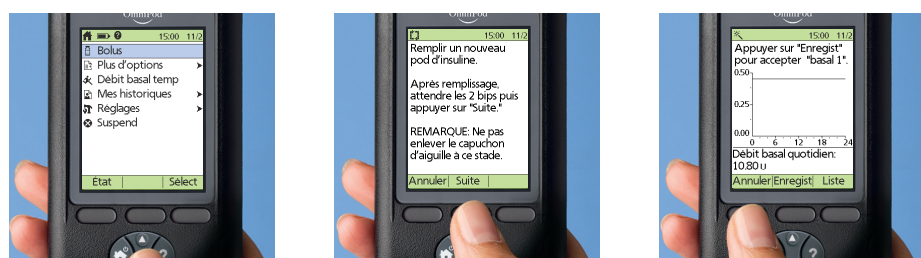 OmniPod
15:00 11/2
Bolus
Plus d'options
Débit basal temp
Mes historiques
Réglages
Suspend
État Sélect
OmniPod
15:00 11/2
Remplir un nouveau
pod d'insuline.
Après remplissage,
attendre les 2 bips puis
appuyer sur "Suite."
REMARQUE: Ne pas
enlever le capuchon
d'aiguille à ce stade.
Annuler Suite
OmniPod
15:00 11/2
Appuyer sur "Enregist"
pour accepter "basal 1".
0.50
0.25
0.00
0 6 12 18 24
Débit basal quotidien:
10.80 u
Annuler Enregist Liste